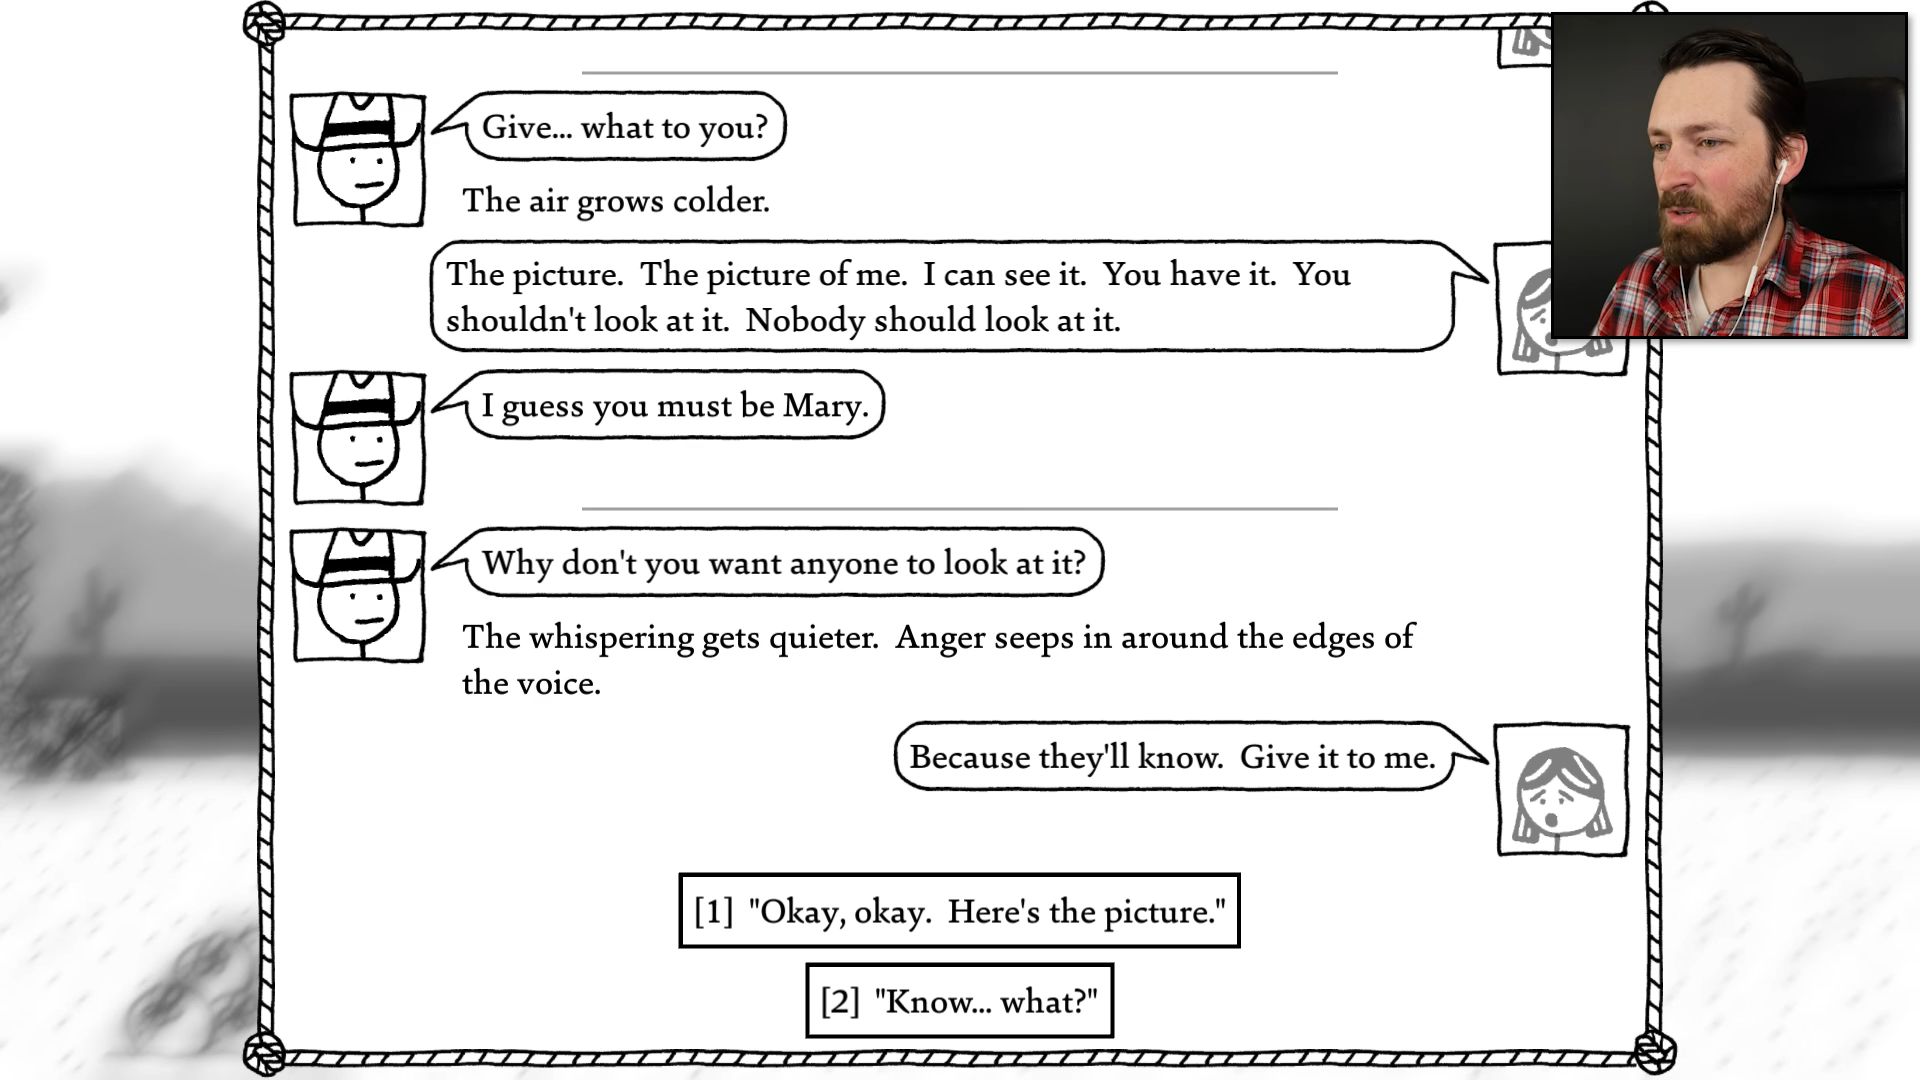 Give... what to you?
The air grows colder.
The picture.  The picture of me.  I can see it.  You have it.  You
shouldn't look at it.  Nobody should look at it.
I guess you must be Mary.
Why don't you want anyone to look at it?
The whispering gets quieter.  Anger seeps in around the edges of
the voice.
Because they'll know.  Give it to me.
[1]  "Okay, okay.  Here's the picture."
[2]  "Know... what?"